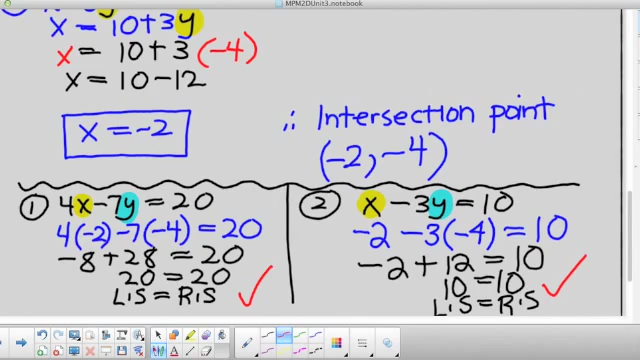 MPM2DUnit3.notebook
x = 10 + 3y
x = 10 + 3(-4)
x = 10 - 12
x = -2
∴ Intersection point
(-2, -4)
① 4x - 7y = 20
4(-2) - 7(-4) = 20
-8 + 28 = 20
20 = 20
L.S = R.S ✓
② x - 3y = 10
-2 - 3(-4) = 10
-2 + 12 = 10
10 = 10
L.S = R.S ✓